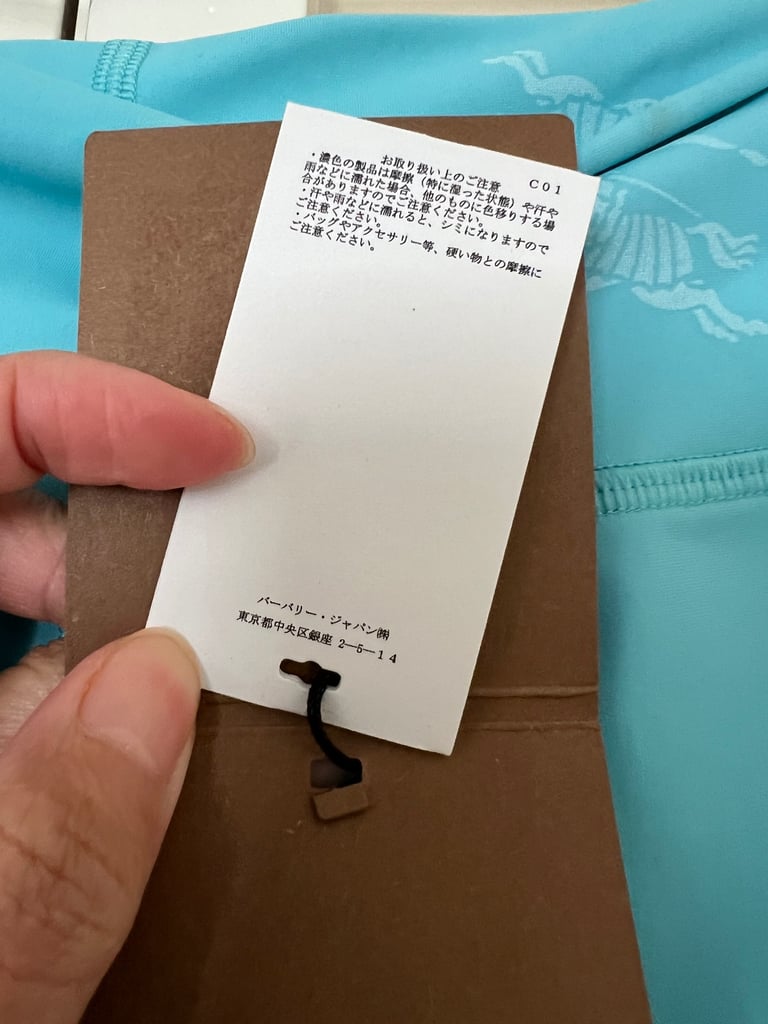 お取り扱い上のご注意 C01
・濃色の製品は摩擦(特に湿った状態)や汗や
雨などに濡れた場合、他のものに色移りする場
合がありますのでご注意ください。
・汗や雨などに濡れると、シミになりますので
ご注意ください。
・バッグやアクセサリー等、硬い物との摩擦に
ご注意ください。
バーバリー・ジャパン㈱
東京都中央区銀座 2―5―14